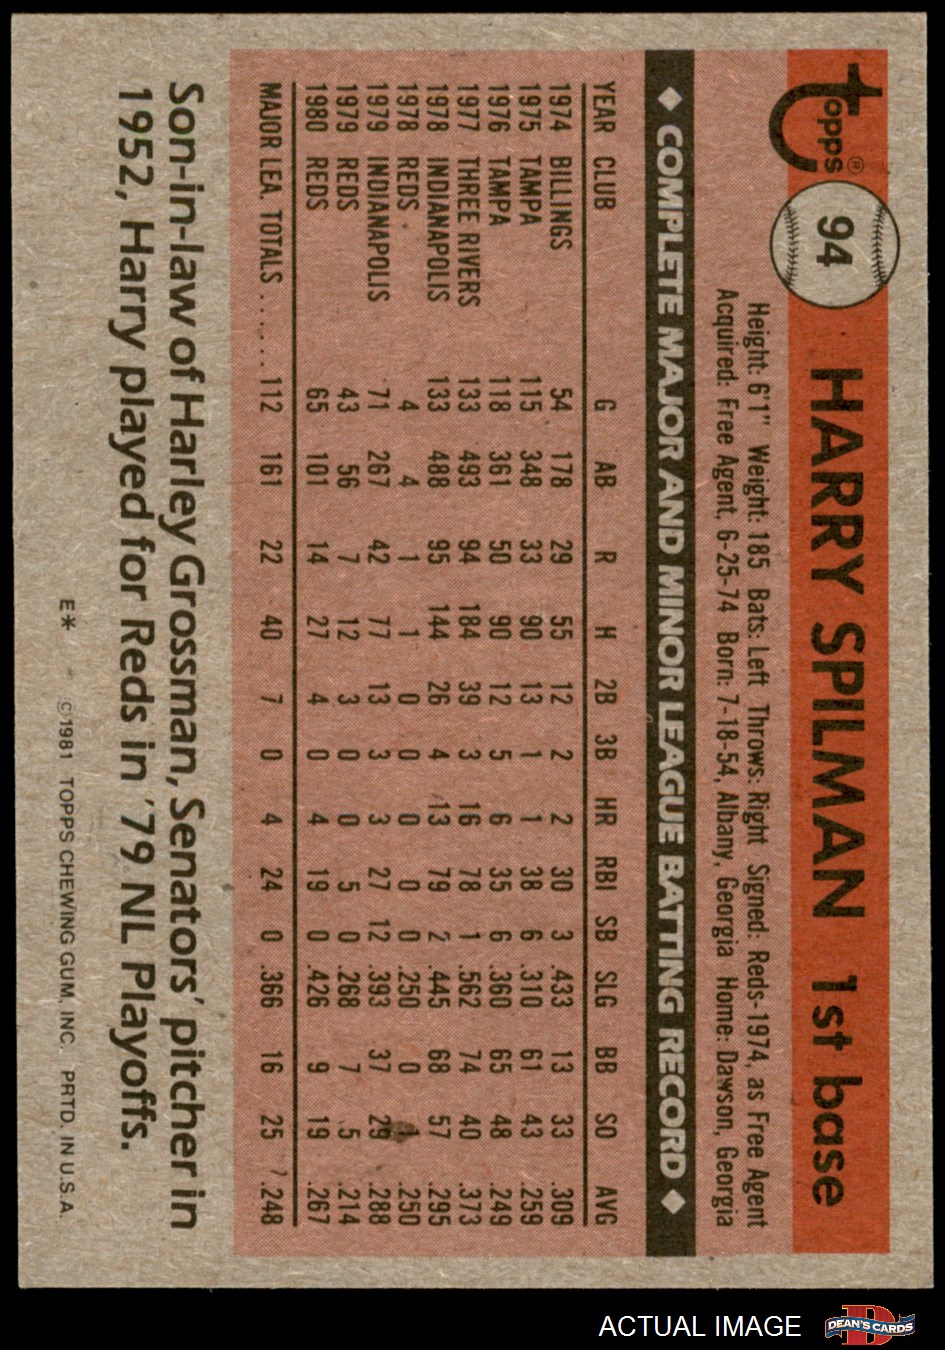 Topps® 94 HARRY SPILMAN 1st base
Height: 6'1" Weight: 185 Bats: Left Throws: Right Signed: Reds-1974, as Free Agent
Acquired: Free Agent, 6-25-74 Born: 7-18-54, Albany, Georgia Home: Dawson, Georgia
◆ COMPLETE MAJOR AND MINOR LEAGUE BATTING RECORD ◆
YEAR CLUB G AB R H 2B 3B HR RBI SB SLG BB SO AVG
1974 BILLINGS 54 178 29 55 12 2 2 30 3 .433 13 33 .309
1975 TAMPA 115 348 33 90 13 1 1 38 6 .310 61 43 .259
1976 TAMPA 118 361 50 90 12 5 6 35 6 .360 65 48 .249
1977 THREE RIVERS 133 493 94 184 39 3 16 78 1 .562 74 40 .373
1978 INDIANAPOLIS 133 488 95 144 26 4 13 79 2 .445 68 57 .295
1978 REDS 4 4 1 1 0 0 0 0 0 .250 0 1 .250
1979 INDIANAPOLIS 71 267 42 77 13 3 3 27 12 .393 37 29 .288
1979 REDS 43 56 7 12 3 0 0 5 0 .268 7 5 .214
1980 REDS 65 101 14 27 4 0 4 19 0 .426 9 19 .267
MAJOR LEA. TOTALS ..... 112 161 22 40 7 0 4 24 0 .366 16 25 .248
Son-in-law of Harley Grossman, Senators' pitcher in
1952, Harry played for Reds in '79 NL Playoffs.
E* ©1981 TOPPS CHEWING GUM, INC. PRTD. IN U.S.A.
ACTUAL IMAGE D DEAN'S CARDS